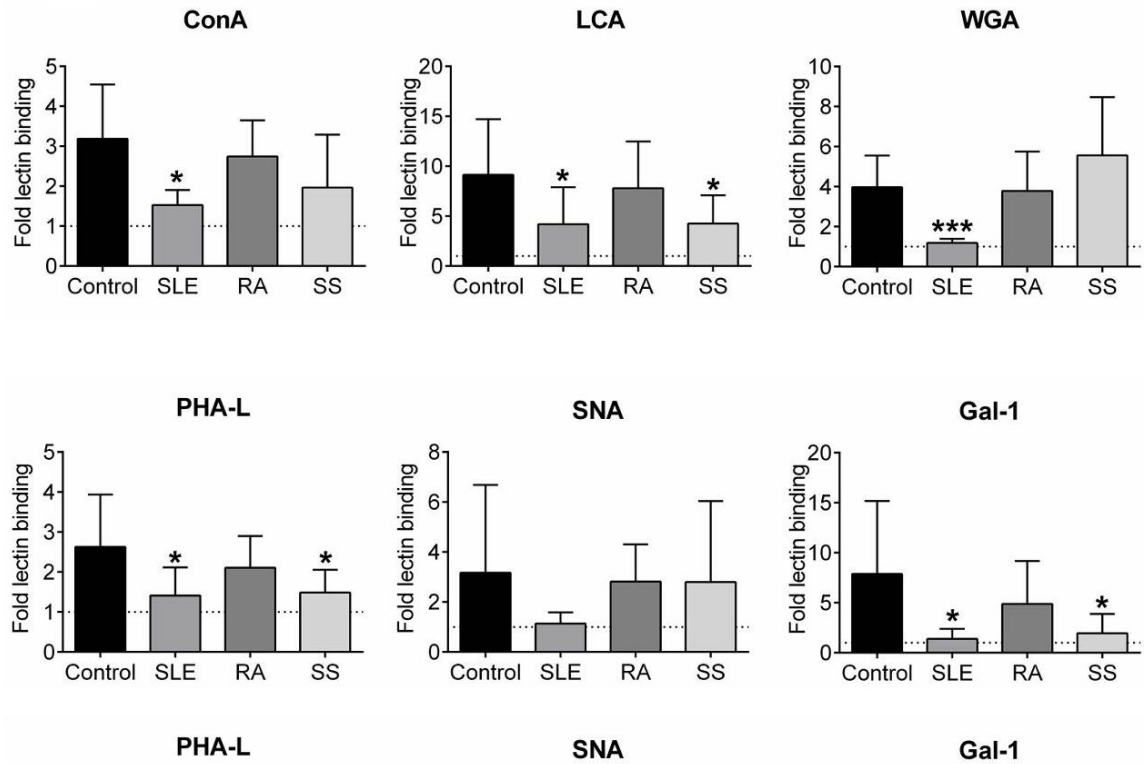 ConA
LCA
WGA
Fold lectin binding
5
4
3
2
1
0
*
Control SLE RA SS
Fold lectin binding
20
15
10
5
0
*
*
Control SLE RA SS
Fold lectin binding
10
8
6
4
2
0
***
Control SLE RA SS
PHA-L
SNA
Gal-1
Fold lectin binding
5
4
3
2
1
0
*
*
Control SLE RA SS
Fold lectin binding
8
6
4
2
0
Control SLE RA SS
Fold lectin binding
20
15
10
5
0
*
*
Control SLE RA SS
PHA-L
SNA
Gal-1